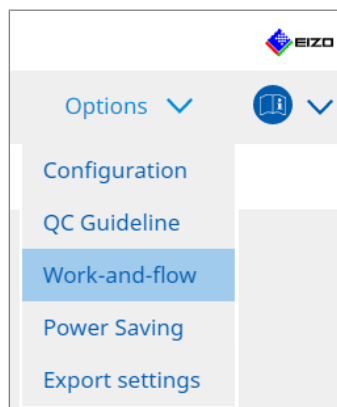 EIZO
Options
Configuration
QC Guideline
Work-and-flow
Power Saving
Export settings